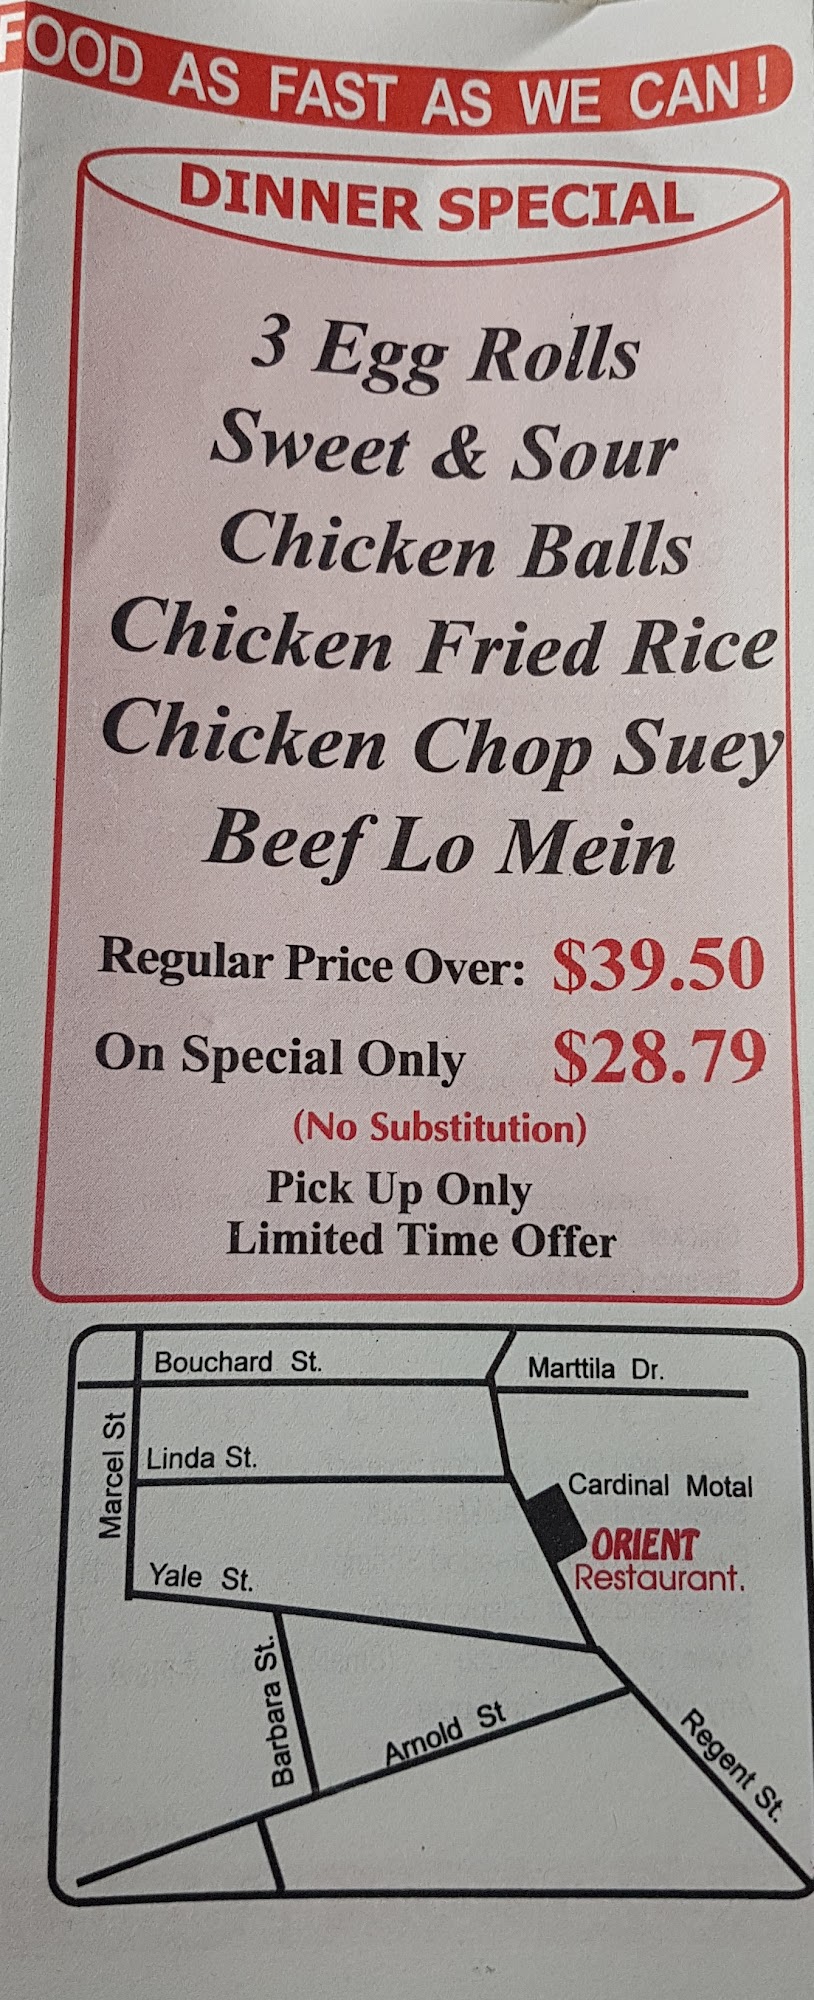 FOOD AS FAST AS WE CAN!
DINNER SPECIAL
3 Egg Rolls
Sweet & Sour
Chicken Balls
Chicken Fried Rice
Chicken Chop Suey
Beef Lo Mein
Regular Price Over: $39.50
On Special Only $28.79
(No Substitution)
Pick Up Only
Limited Time Offer
Bouchard St.
Marttila Dr.
Marcel St
Linda St.
Cardinal Motal
ORIENT
Restaurant.
Yale St.
Barbara St.
Arnold St
Regent St.